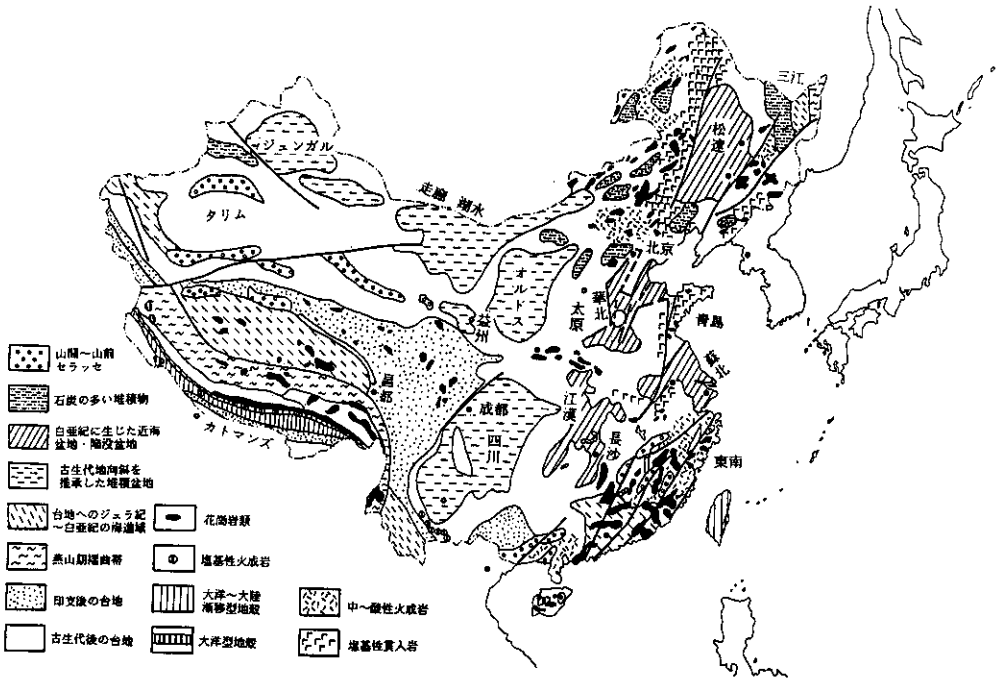 三江
松遼
ジュンガル
タリム
走廊 潮水
北京
オルドス
太原
華北
益州
青島
蘇北
昌都
成都
四川
江漢
長沙
東南
カトマンズ
山間〜山前
モラッセ
石炭の多い堆積物
白亜紀に生じた近海
盆地・陥没盆地
古生代地向斜を
継承した堆積盆地
台地へのジュラ紀
〜白亜紀の海進域
燕山期褶曲帯
印支後の台地
古生代後の台地
花崗岩類
塩基性火成岩
大洋〜大陸
漸移型地殻
大洋型地殻
中〜酸性火成岩
塩基性貫入岩